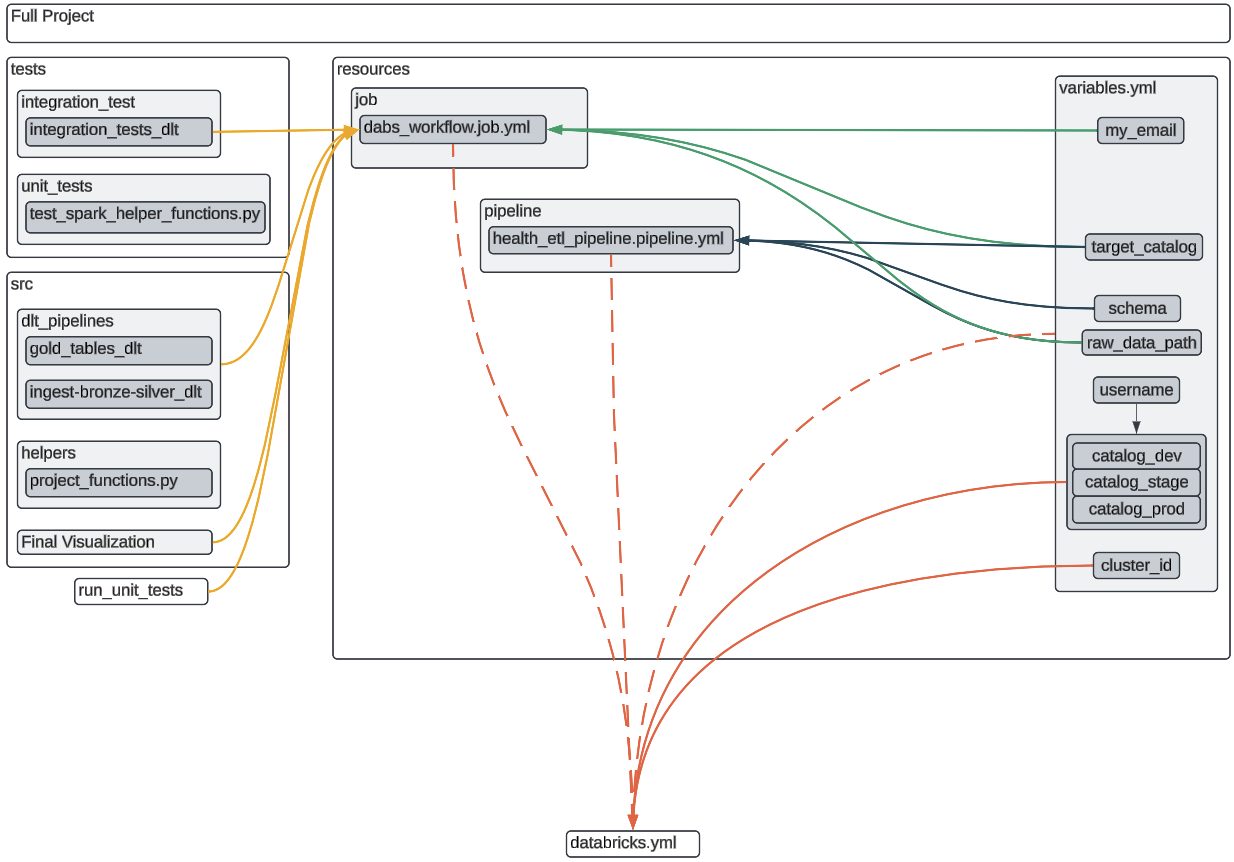 Full Project
tests
integration_test
integration_tests_dlt
unit_tests
test_spark_helper_functions.py
src
dlt_pipelines
gold_tables_dlt
ingest-bronze-silver_dlt
helpers
project_functions.py
Final Visualization
run_unit_tests
resources
job
dabs_workflow.job.yml
pipeline
health_etl_pipeline.pipeline.yml
variables.yml
my_email
target_catalog
schema
raw_data_path
username
catalog_dev
catalog_stage
catalog_prod
cluster_id
databricks.yml